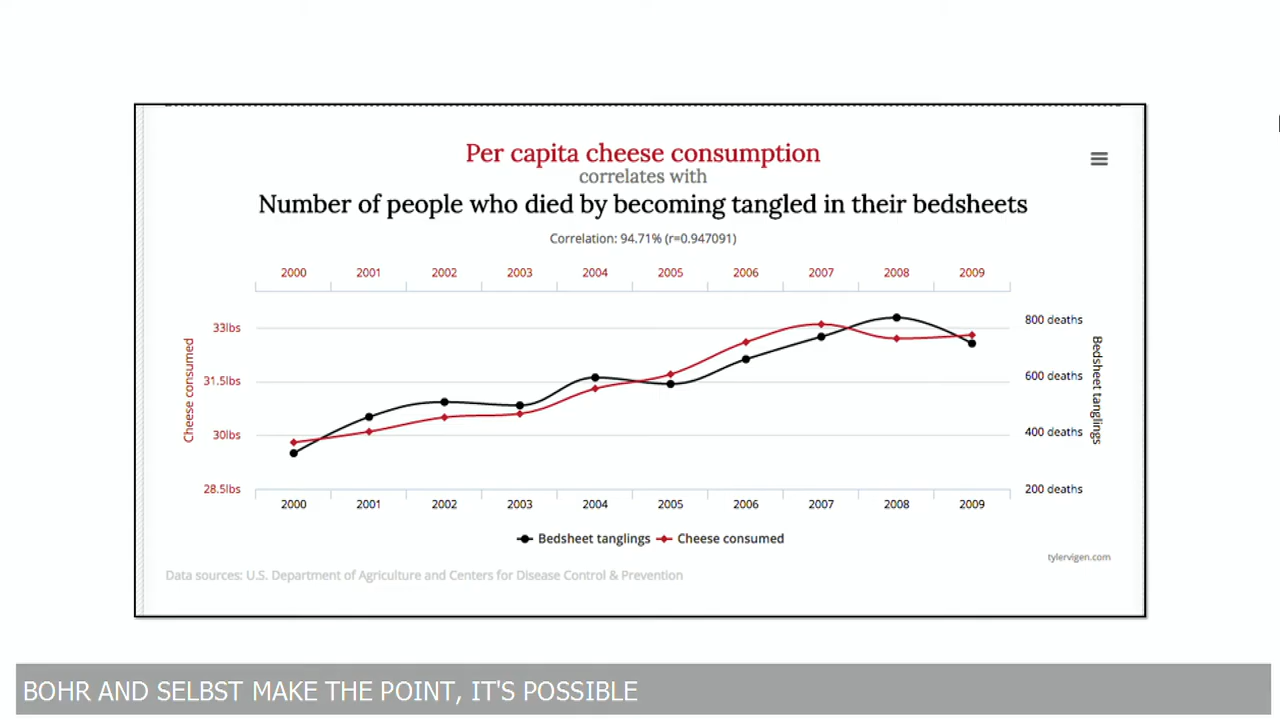 Per capita cheese consumption
correlates with
Number of people who died by becoming tangled in their bedsheets
Correlation: 94.71% (r=0.947091)
2000 2001 2002 2003 2004 2005 2006 2007 2008 2009
33lbs
31.5lbs
30lbs
28.5lbs
Cheese consumed
800 deaths
600 deaths
400 deaths
200 deaths
Bedsheet tanglings
2000 2001 2002 2003 2004 2005 2006 2007 2008 2009
Bedsheet tanglings Cheese consumed
tylervigen.com
Data sources: U.S. Department of Agriculture and Centers for Disease Control & Prevention
BOHR AND SELBST MAKE THE POINT, IT'S POSSIBLE